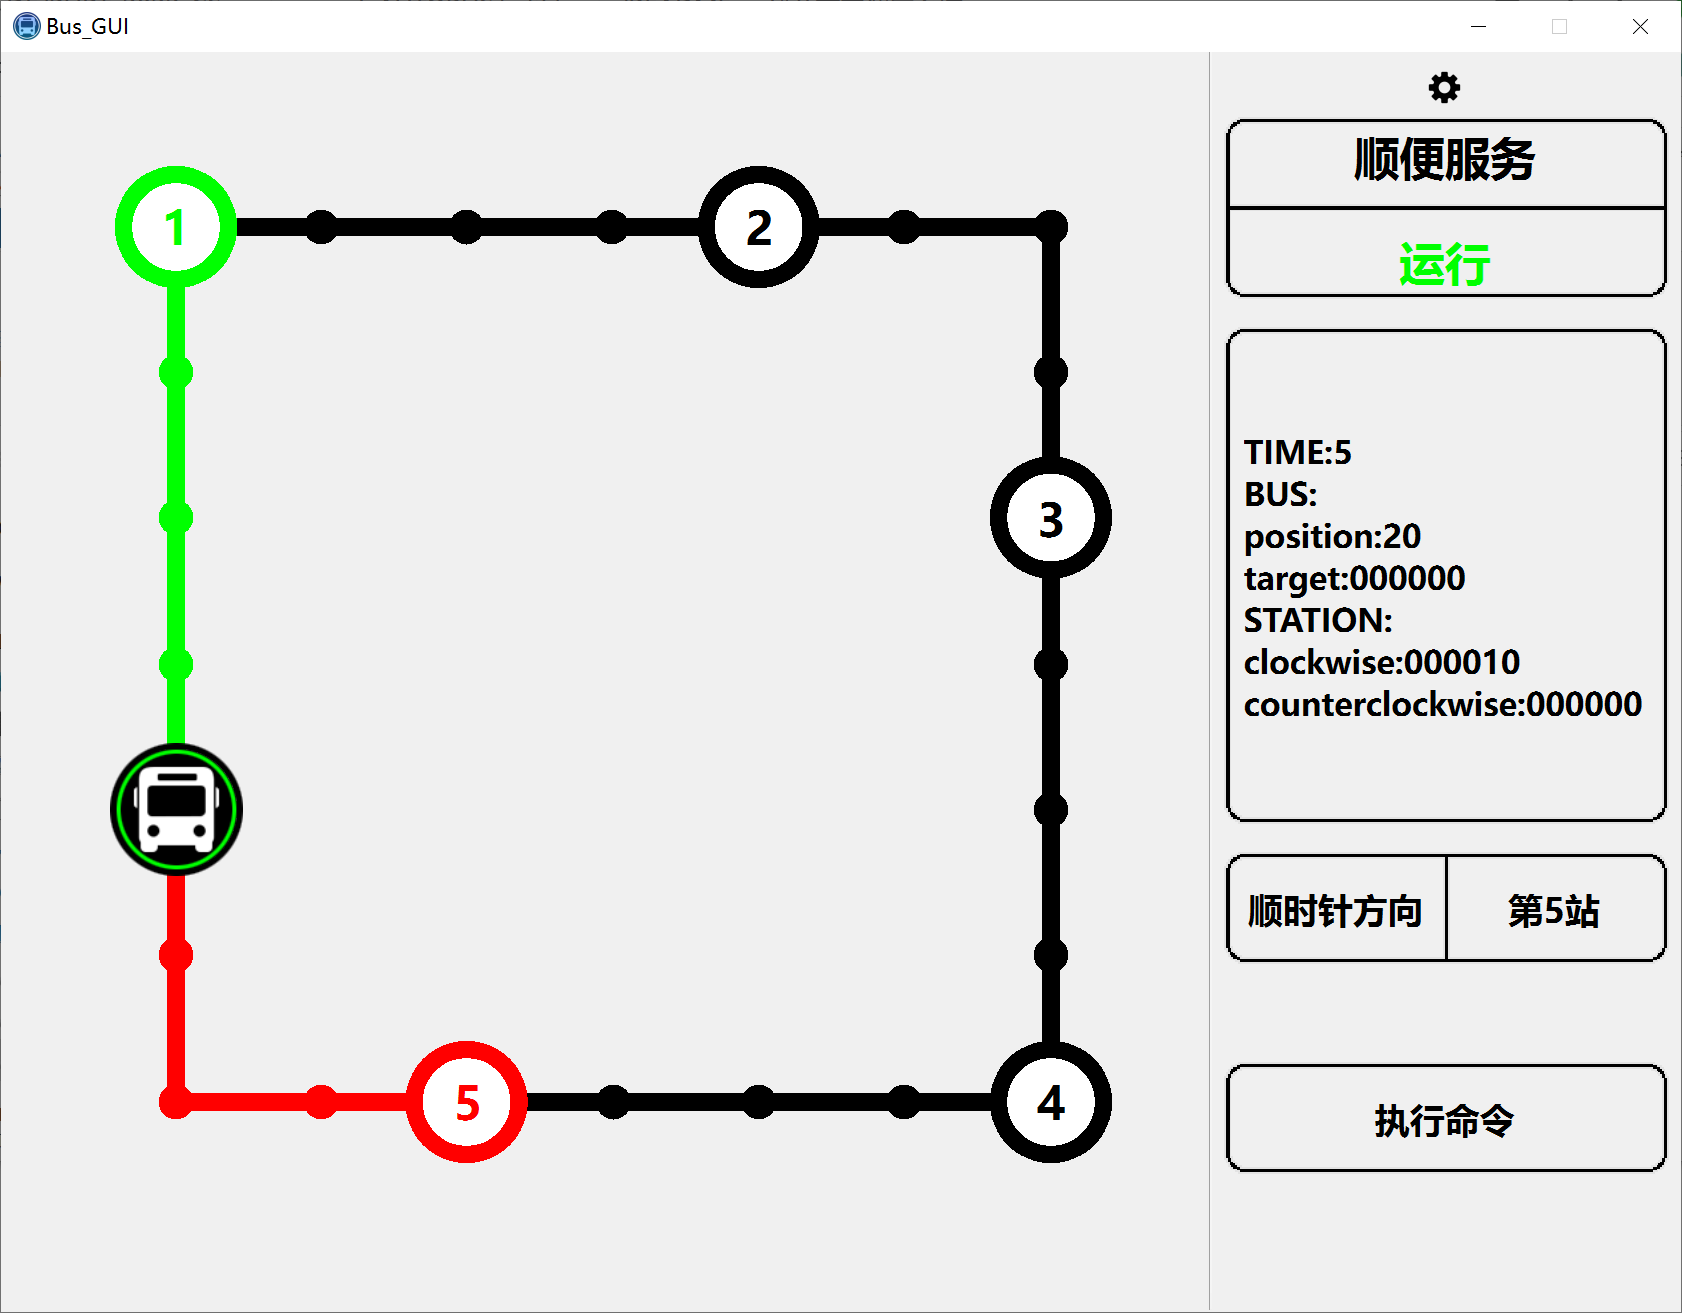 Bus_GUI
1
2
3
4
5
顺便服务
运行
TIME:5
BUS:
position:20
target:000000
STATION:
clockwise:000010
counterclockwise:000000
顺时针方向
第5站
执行命令